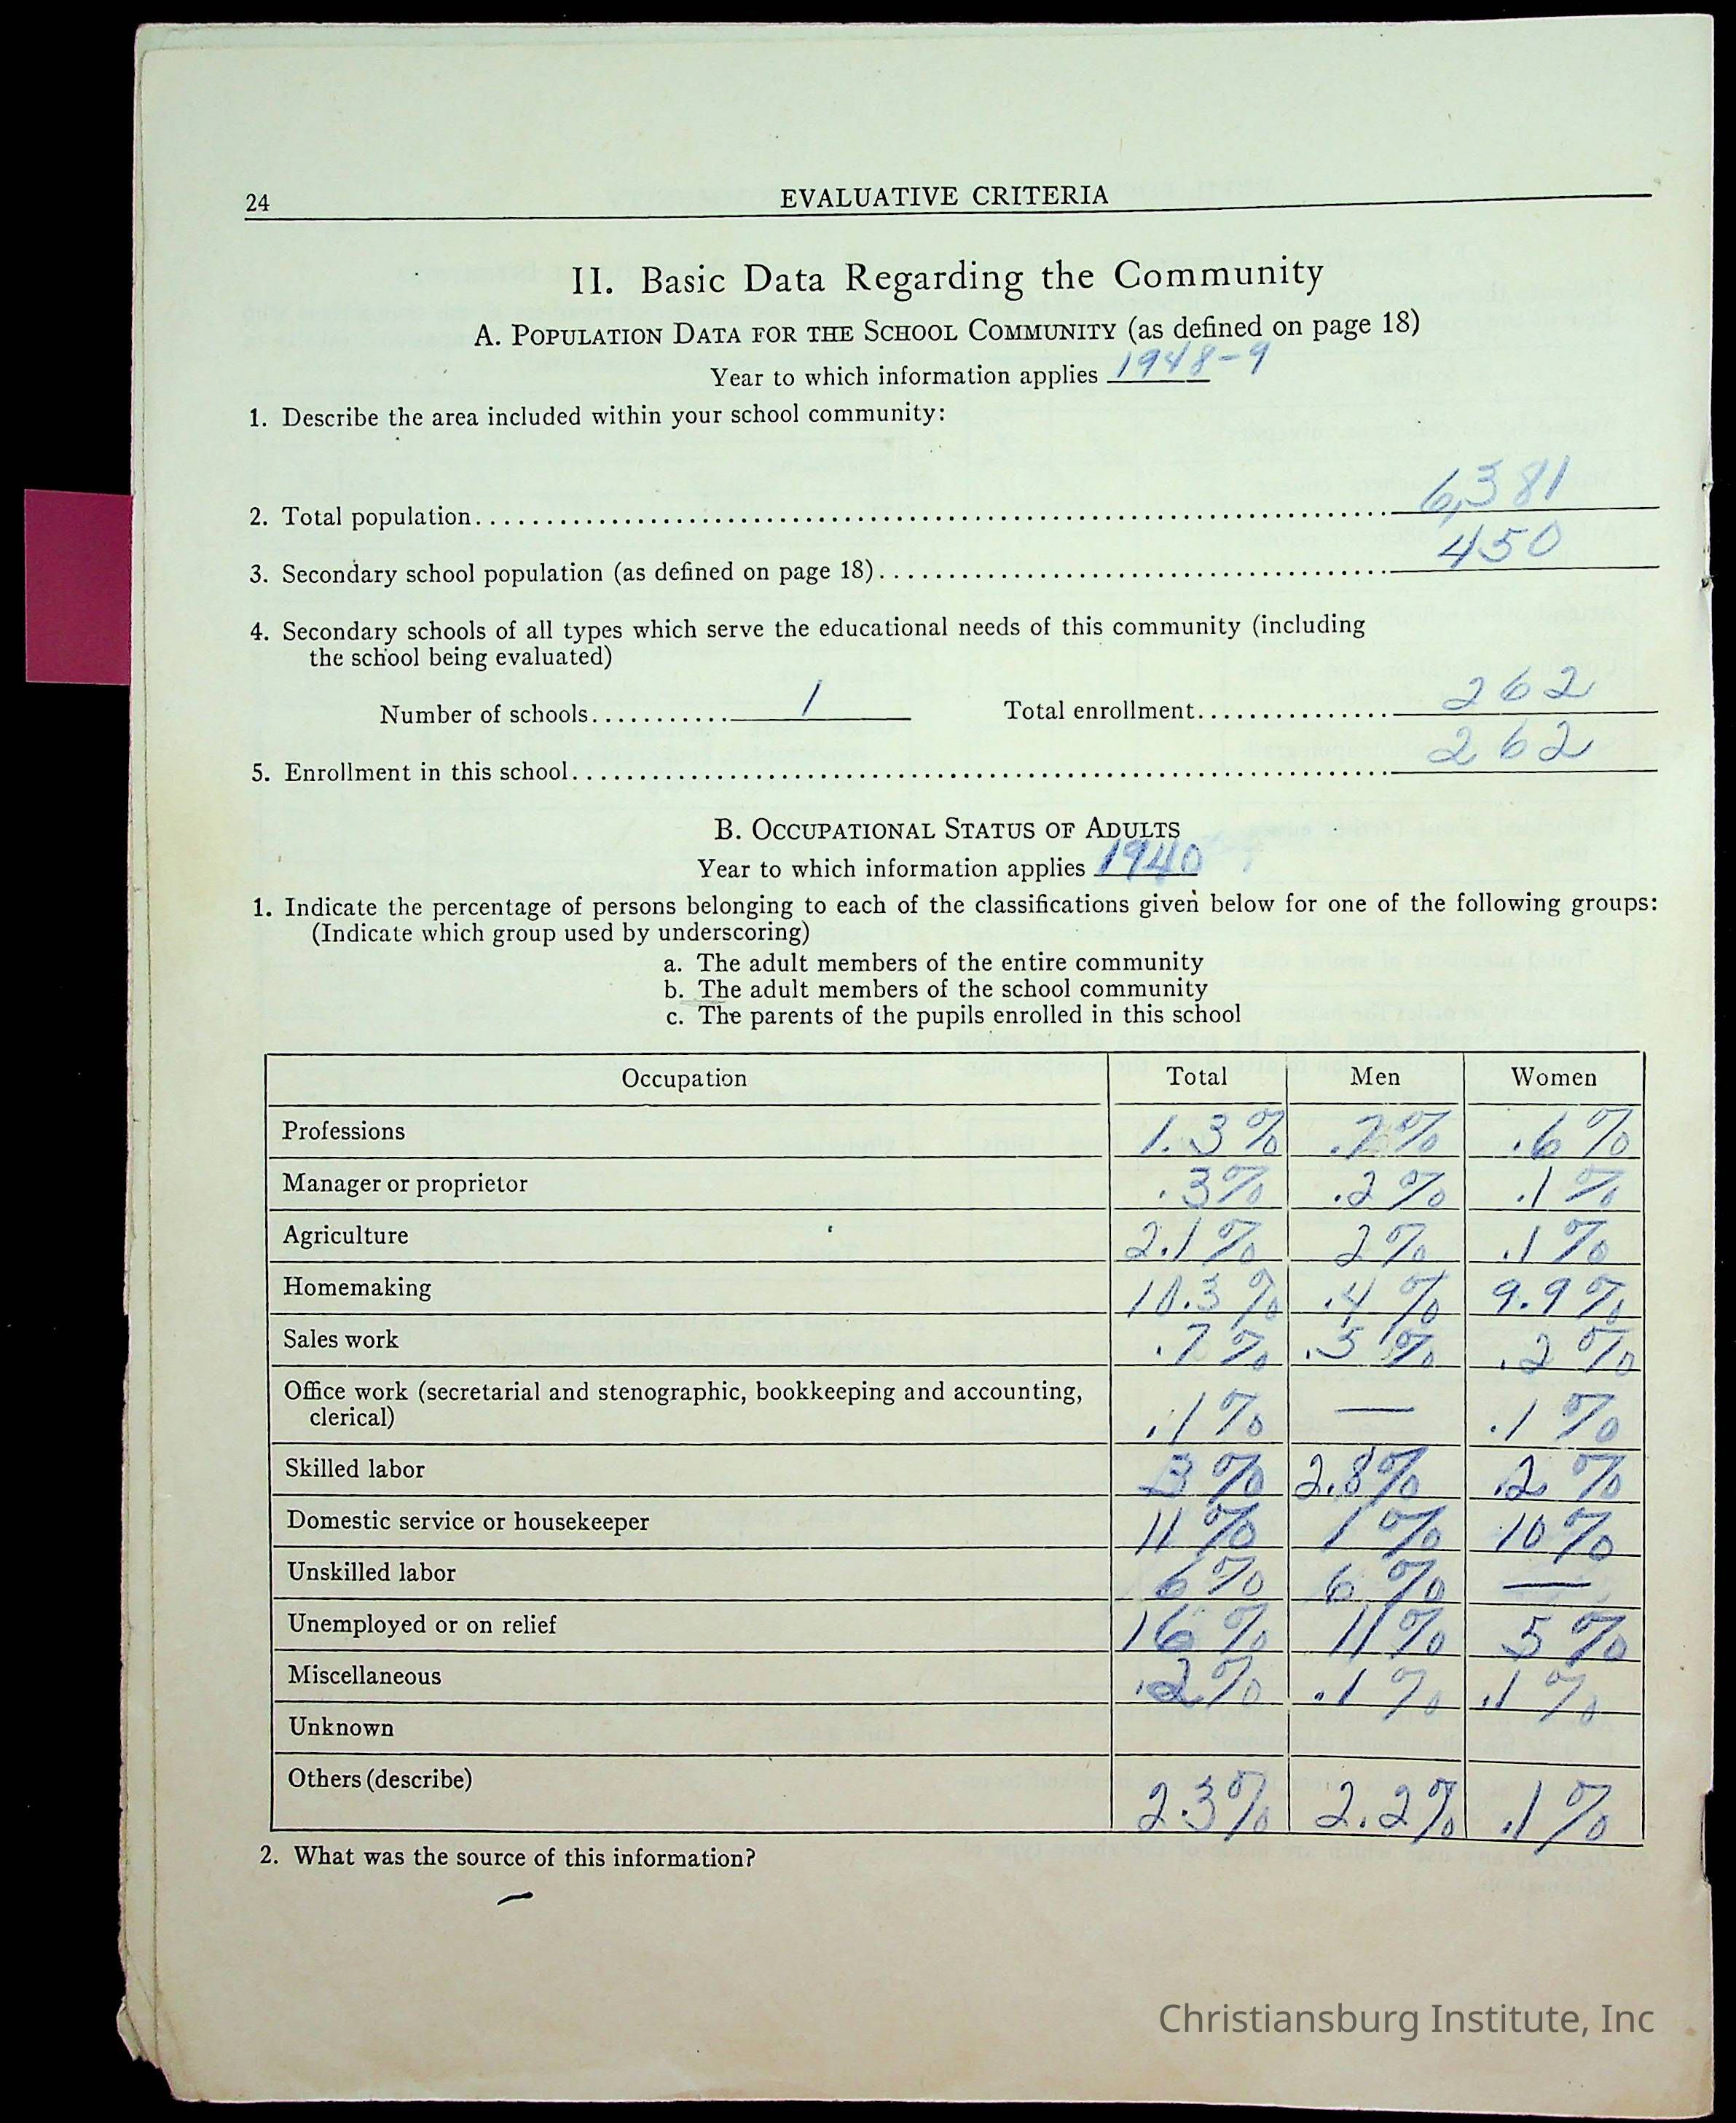 24 EVALUATIVE CRITERIA
II. Basic Data Regarding the Community
A. POPULATION DATA FOR THE SCHOOL COMMUNITY (as defined on page 18)
Year to which information applies 1948-9
1. Describe the area included within your school community:
2. Total population 6,381
3. Secondary school population (as defined on page 18) 450
4. Secondary schools of all types which serve the educational needs of this community (including
the school being evaluated)
Number of schools 1 Total enrollment 262
5. Enrollment in this school 262
B. OCCUPATIONAL STATUS OF ADULTS
Year to which information applies 1940
1. Indicate the percentage of persons belonging to each of the classifications given below for one of the following groups:
(Indicate which group used by underscoring)
a. The adult members of the entire community
b. The adult members of the school community
c. The parents of the pupils enrolled in this school
Occupation Total Men Women
Professions 1.3% .7% .6%
Manager or proprietor .3% .2% .1%
Agriculture 2.1% 2% .1%
Homemaking 10.3% .4% 9.9%
Sales work .7% .5% .2%
Office work (secretarial and stenographic, bookkeeping and accounting,
clerical) .1% — .1%
Skilled labor 3% 2.8% .2%
Domestic service or housekeeper 11% 1% 10%
Unskilled labor 6% 6% —
Unemployed or on relief 16% 11% 5%
Miscellaneous .2% .1% .1%
Unknown
Others (describe) 2.3% 2.2% .1%
2. What was the source of this information?
Christiansburg Institute, Inc